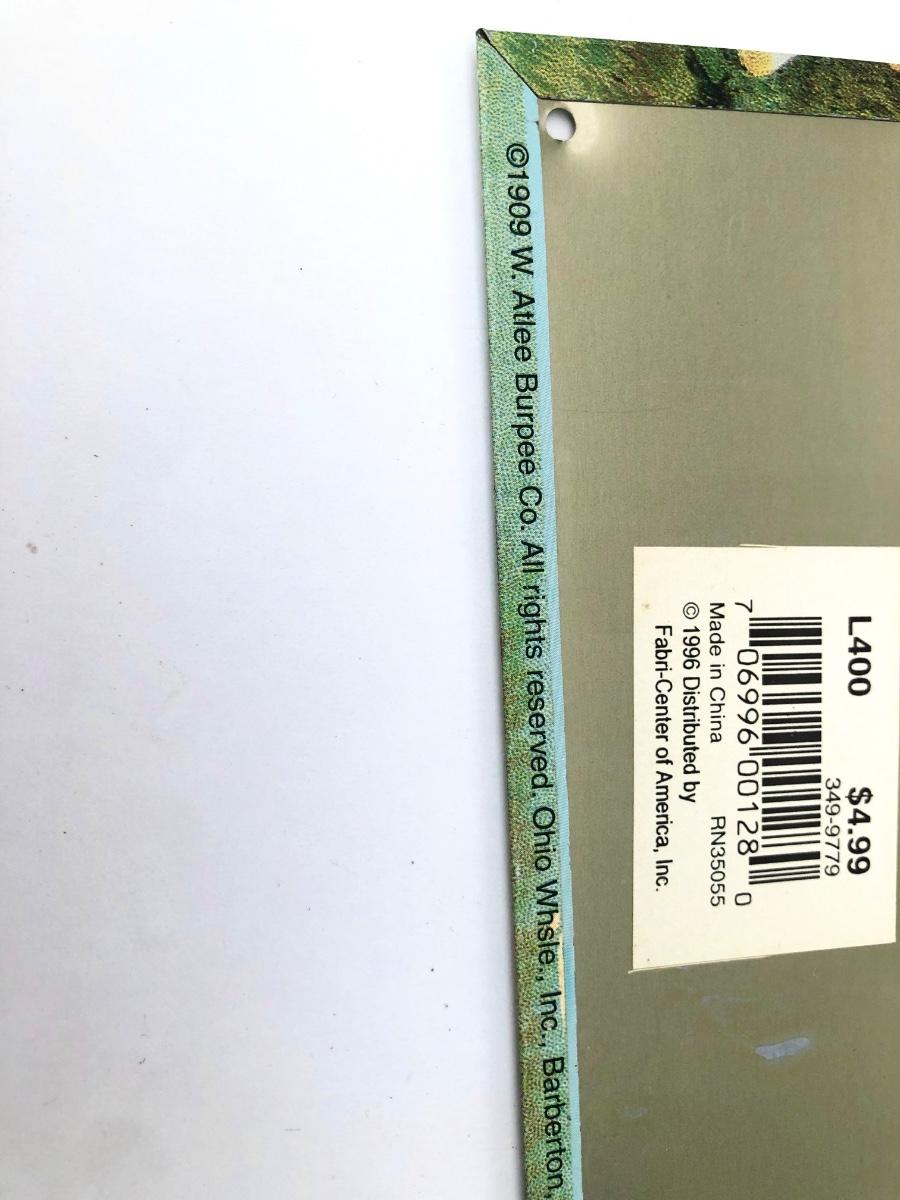 ©1909 W. Atlee Burpee Co. All rights reserved. Ohio Whsle., Inc., Barberton,
L400 $4.99
349-9779
7 06996 00128 0
Made in China RN35055
© 1996 Distributed by
Fabri-Center of America, Inc.